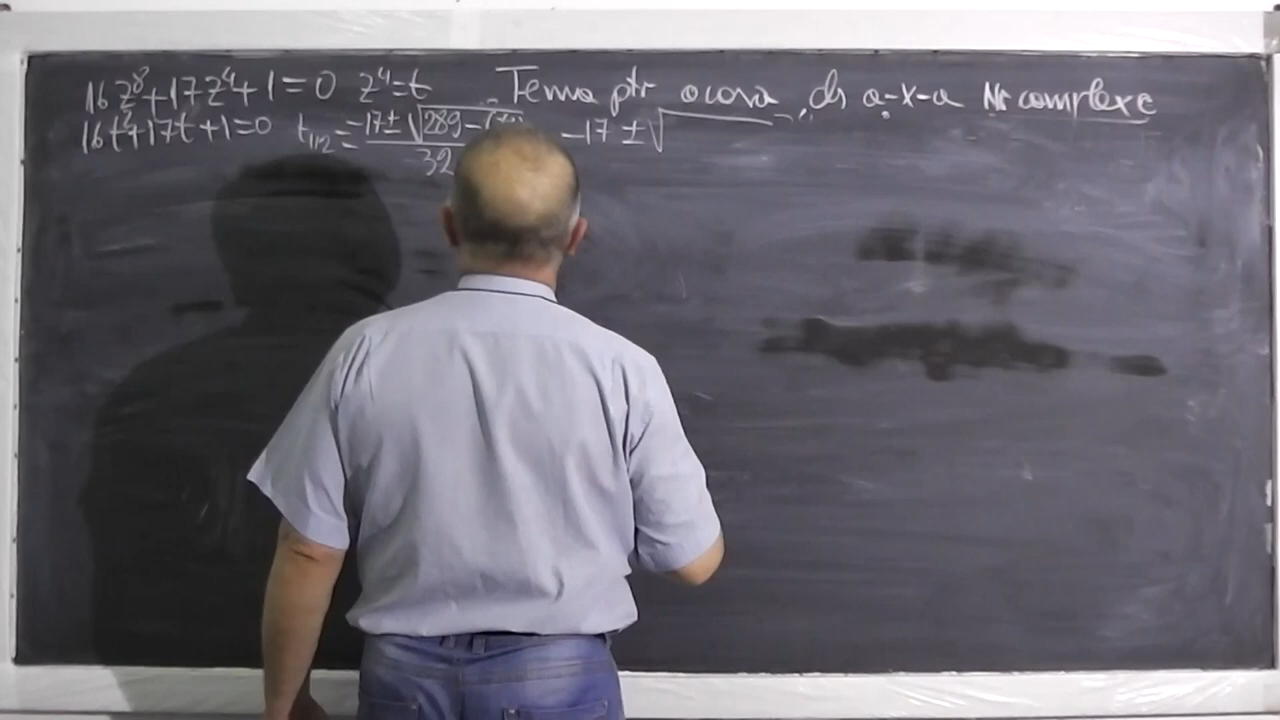 16z⁸+17z⁴+1=0 z⁴=t Tema ptr acasa cls a-X-a Nr complexe
16t²+17t+1=0 t₁/₂= -17±√289-64 -17±√
32